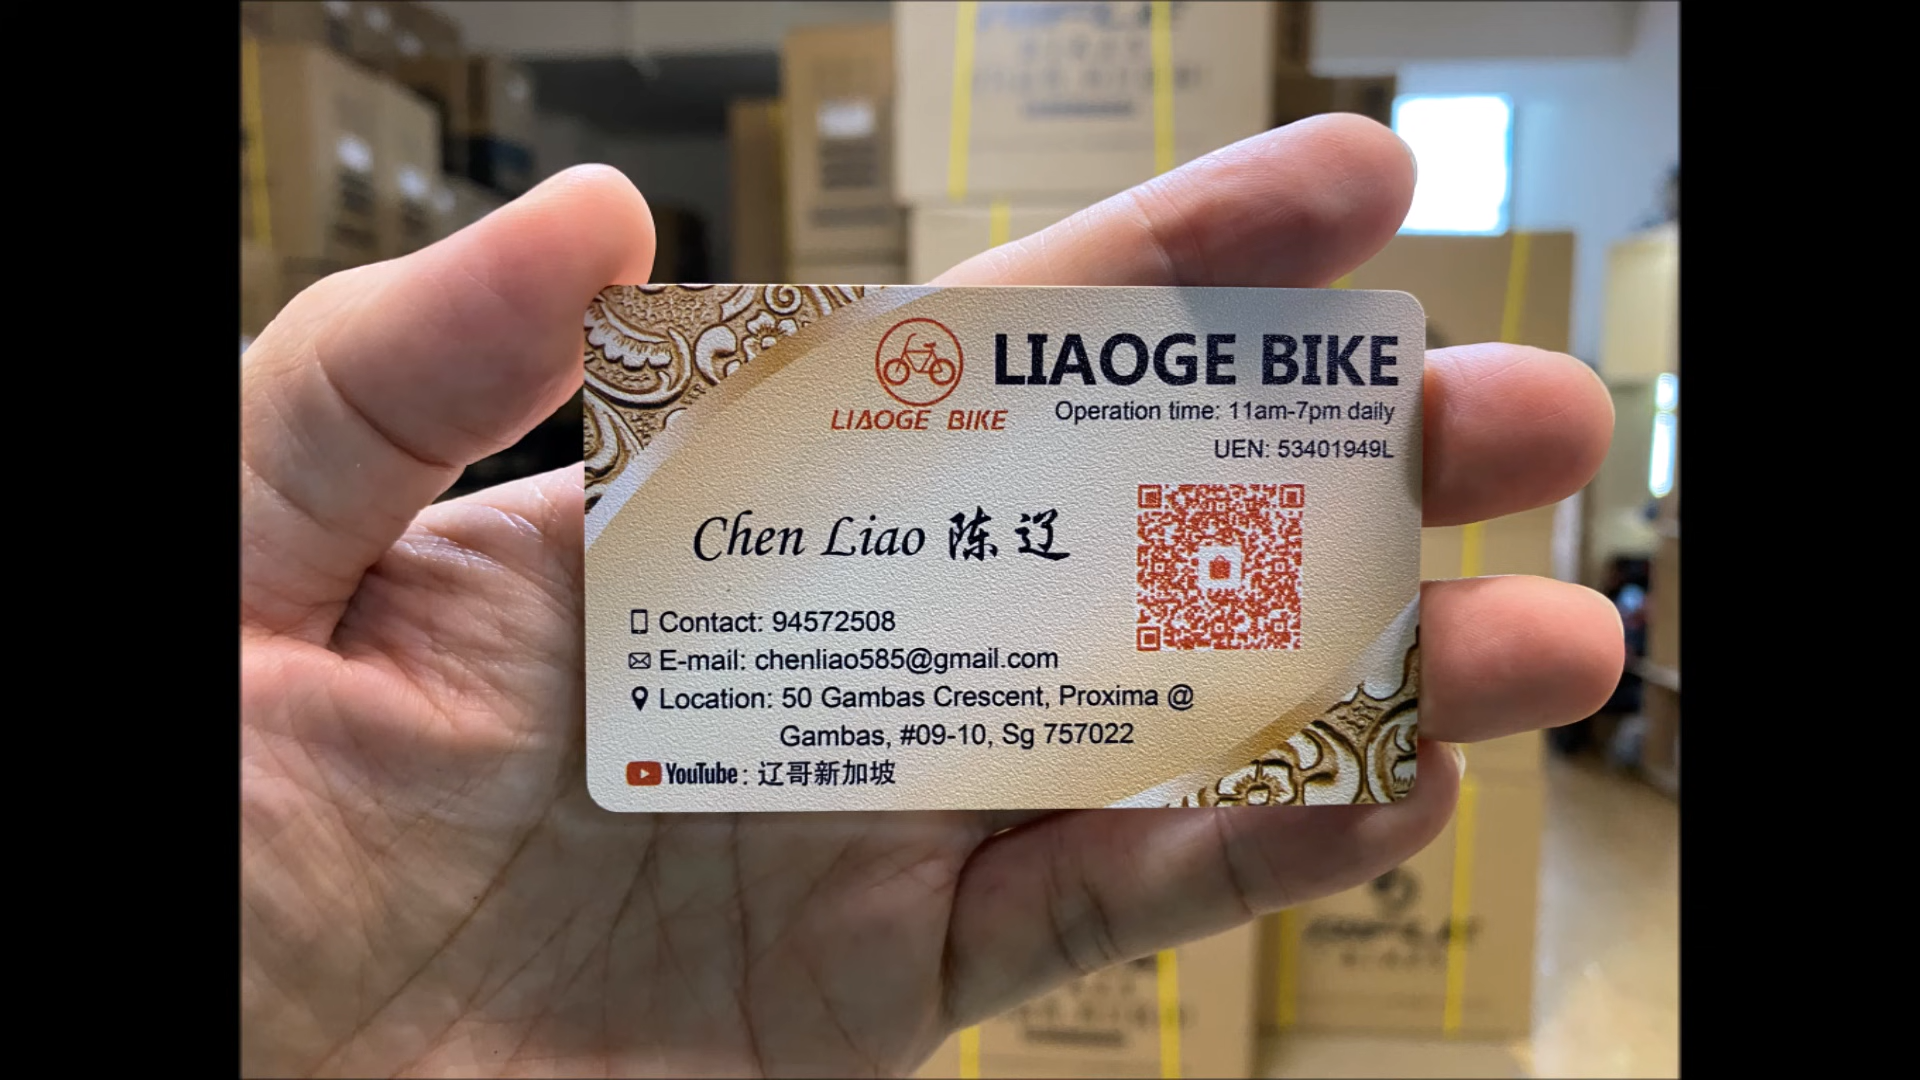 LIAOGE BIKE
LIAOGE BIKE
Operation time: 11am-7pm daily
UEN: 53401949L
Chen Liao 陈辽
Contact: 94572508
E-mail: chenliao585@gmail.com
Location: 50 Gambas Crescent, Proxima @
Gambas, #09-10, Sg 757022
YouTube: 辽哥新加坡